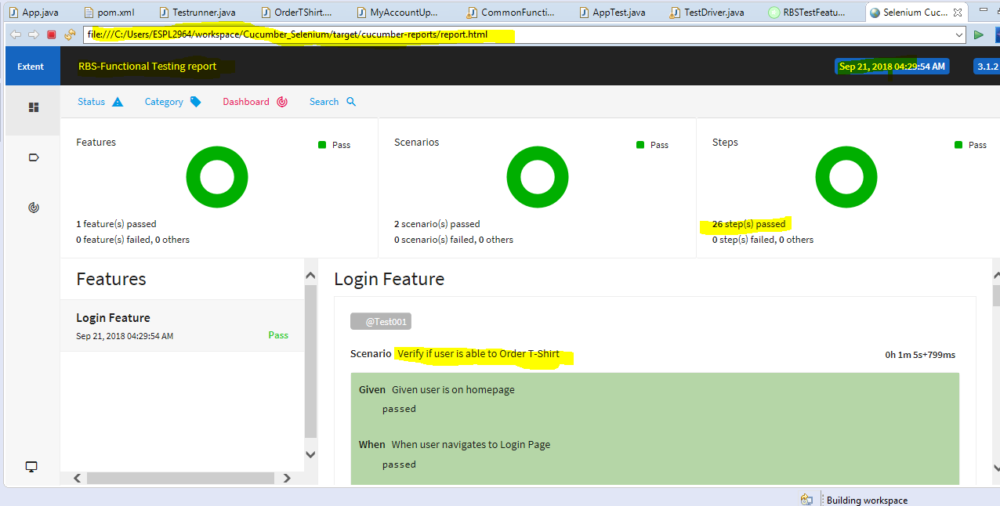 App.java pom.xml Testrunner.java OrderTShirt.... MyAccountUp... CommonFuncti... AppTest.java TestDriver.java RBSTestFeatu... Selenium Cuc...
file:////C:/Users/ESPL2964/workspace/Cucumber_Selenium/target/cucumber-reports/report.html
Extent RBS-Functional Testing report Sep 21, 2018 04:29:54 AM 3.1.2
Status Category Dashboard Search
Features Pass Scenarios Pass Steps Pass
1 feature(s) passed 2 scenario(s) passed 26 step(s) passed
0 feature(s) failed, 0 others 0 scenario(s) failed, 0 others 0 step(s) failed, 0 others
Features
Login Feature
Sep 21, 2018 04:29:54 AM Pass
Login Feature
@Test001
Scenario Verify if user is able to Order T-Shirt 0h 1m 5s+799ms
Given Given user is on homepage
passed
When When user navigates to Login Page
passed
Building workspace